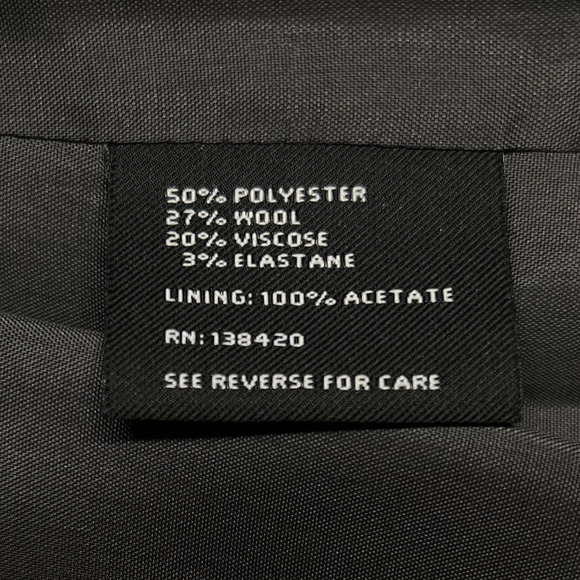 50% POLYESTER
27% WOOL
20% VISCOSE
3% ELASTANE
LINING: 100% ACETATE
RN: 138420
SEE REVERSE FOR CARE